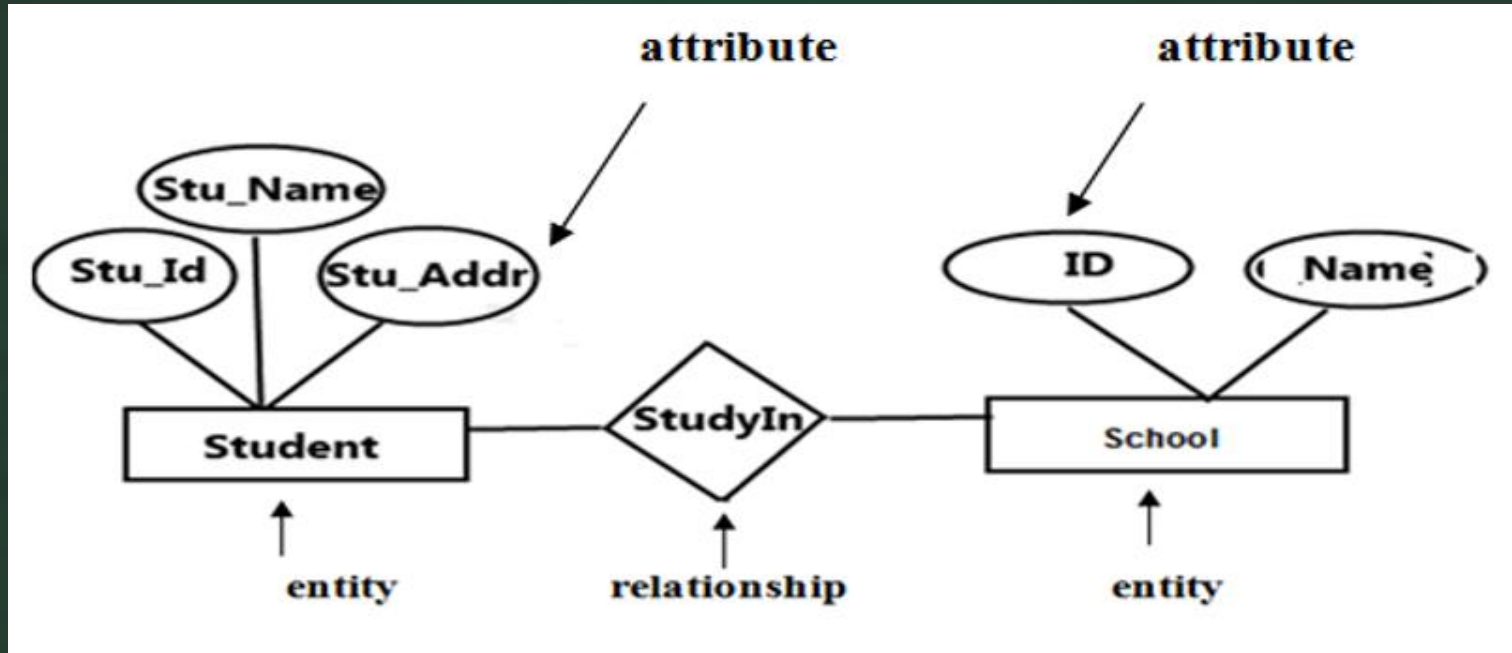 attribute attribute
Stu_Name
Stu_Id Stu_Addr ID Name
Student StudyIn School
entity relationship entity